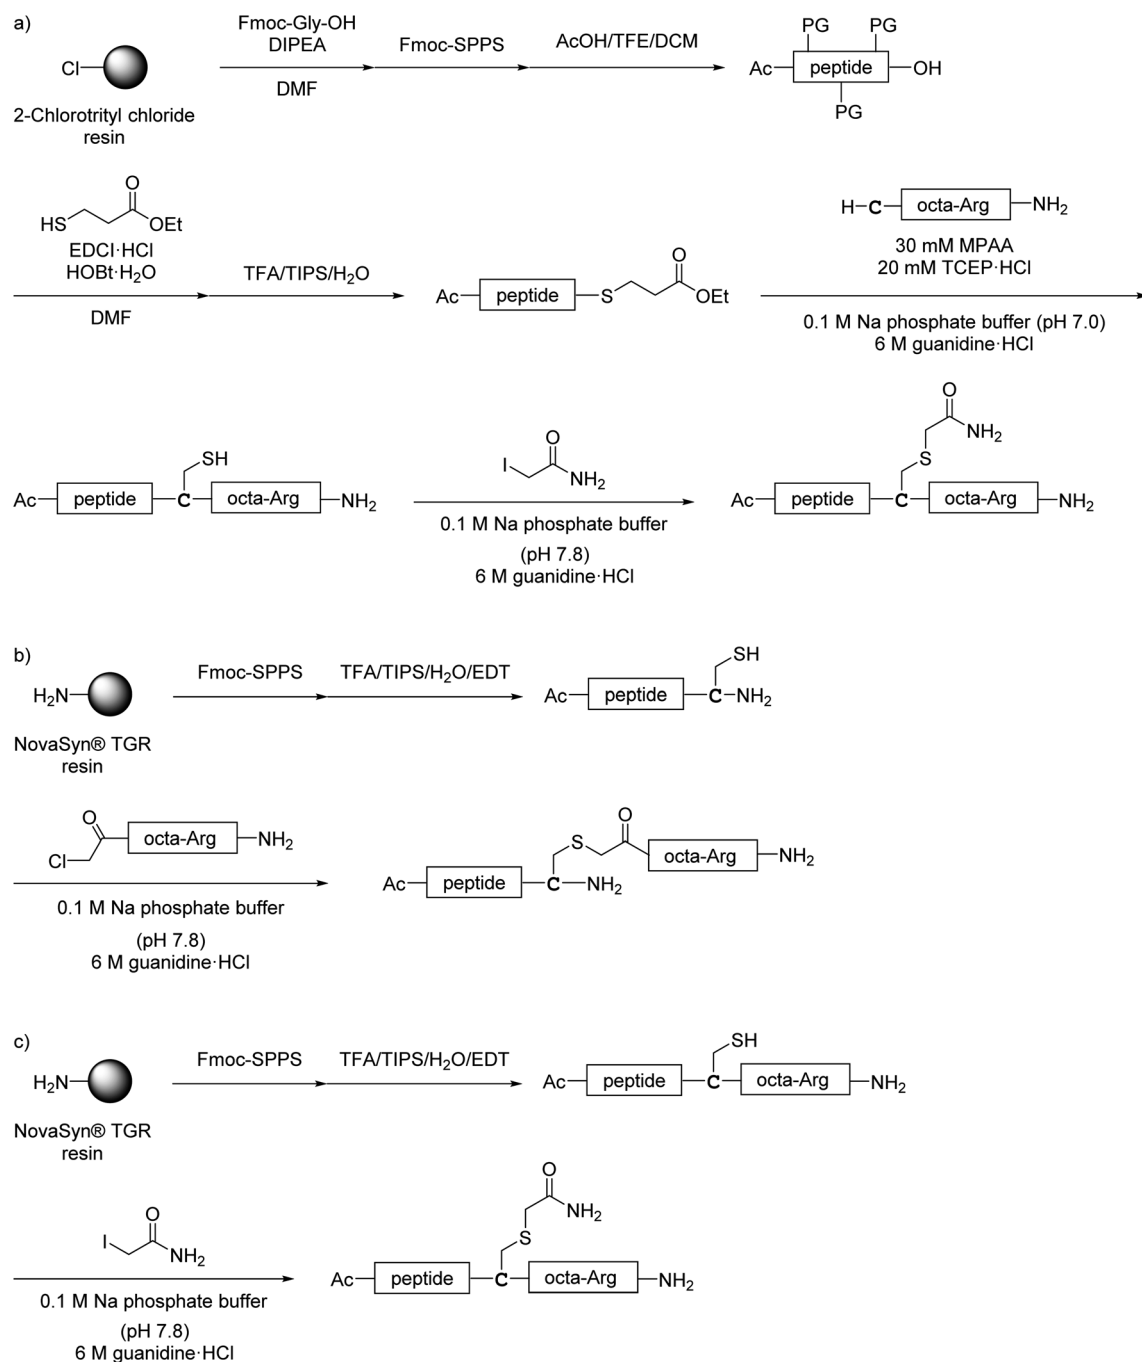 a)
Fmoc-Gly-OH
DIPEA
DMF
Fmoc-SPPS
AcOH/TFE/DCM
Cl
2-Chlorotrityl chloride
resin
PG
PG
Ac
peptide
OH
PG
O
HS
OEt
EDCI·HCl
HOBt·H2O
DMF
TFA/TIPS/H2O
Ac
peptide
S
O
OEt
H
C
octa-Arg
NH2
30 mM MPAA
20 mM TCEP·HCl
0.1 M Na phosphate buffer (pH 7.0)
6 M guanidine·HCl
SH
Ac
peptide
C
octa-Arg
NH2
O
I
NH2
0.1 M Na phosphate buffer
(pH 7.8)
6 M guanidine·HCl
O
NH2
S
Ac
peptide
C
octa-Arg
NH2
b)
H2N
NovaSyn® TGR
resin
Fmoc-SPPS
TFA/TIPS/H2O/EDT
SH
Ac
peptide
C
NH2
O
Cl
octa-Arg
NH2
0.1 M Na phosphate buffer
(pH 7.8)
6 M guanidine·HCl
O
S
octa-Arg
NH2
Ac
peptide
C
NH2
c)
H2N
NovaSyn® TGR
resin
Fmoc-SPPS
TFA/TIPS/H2O/EDT
SH
Ac
peptide
C
octa-Arg
NH2
O
I
NH2
0.1 M Na phosphate buffer
(pH 7.8)
6 M guanidine·HCl
O
NH2
S
Ac
peptide
C
octa-Arg
NH2